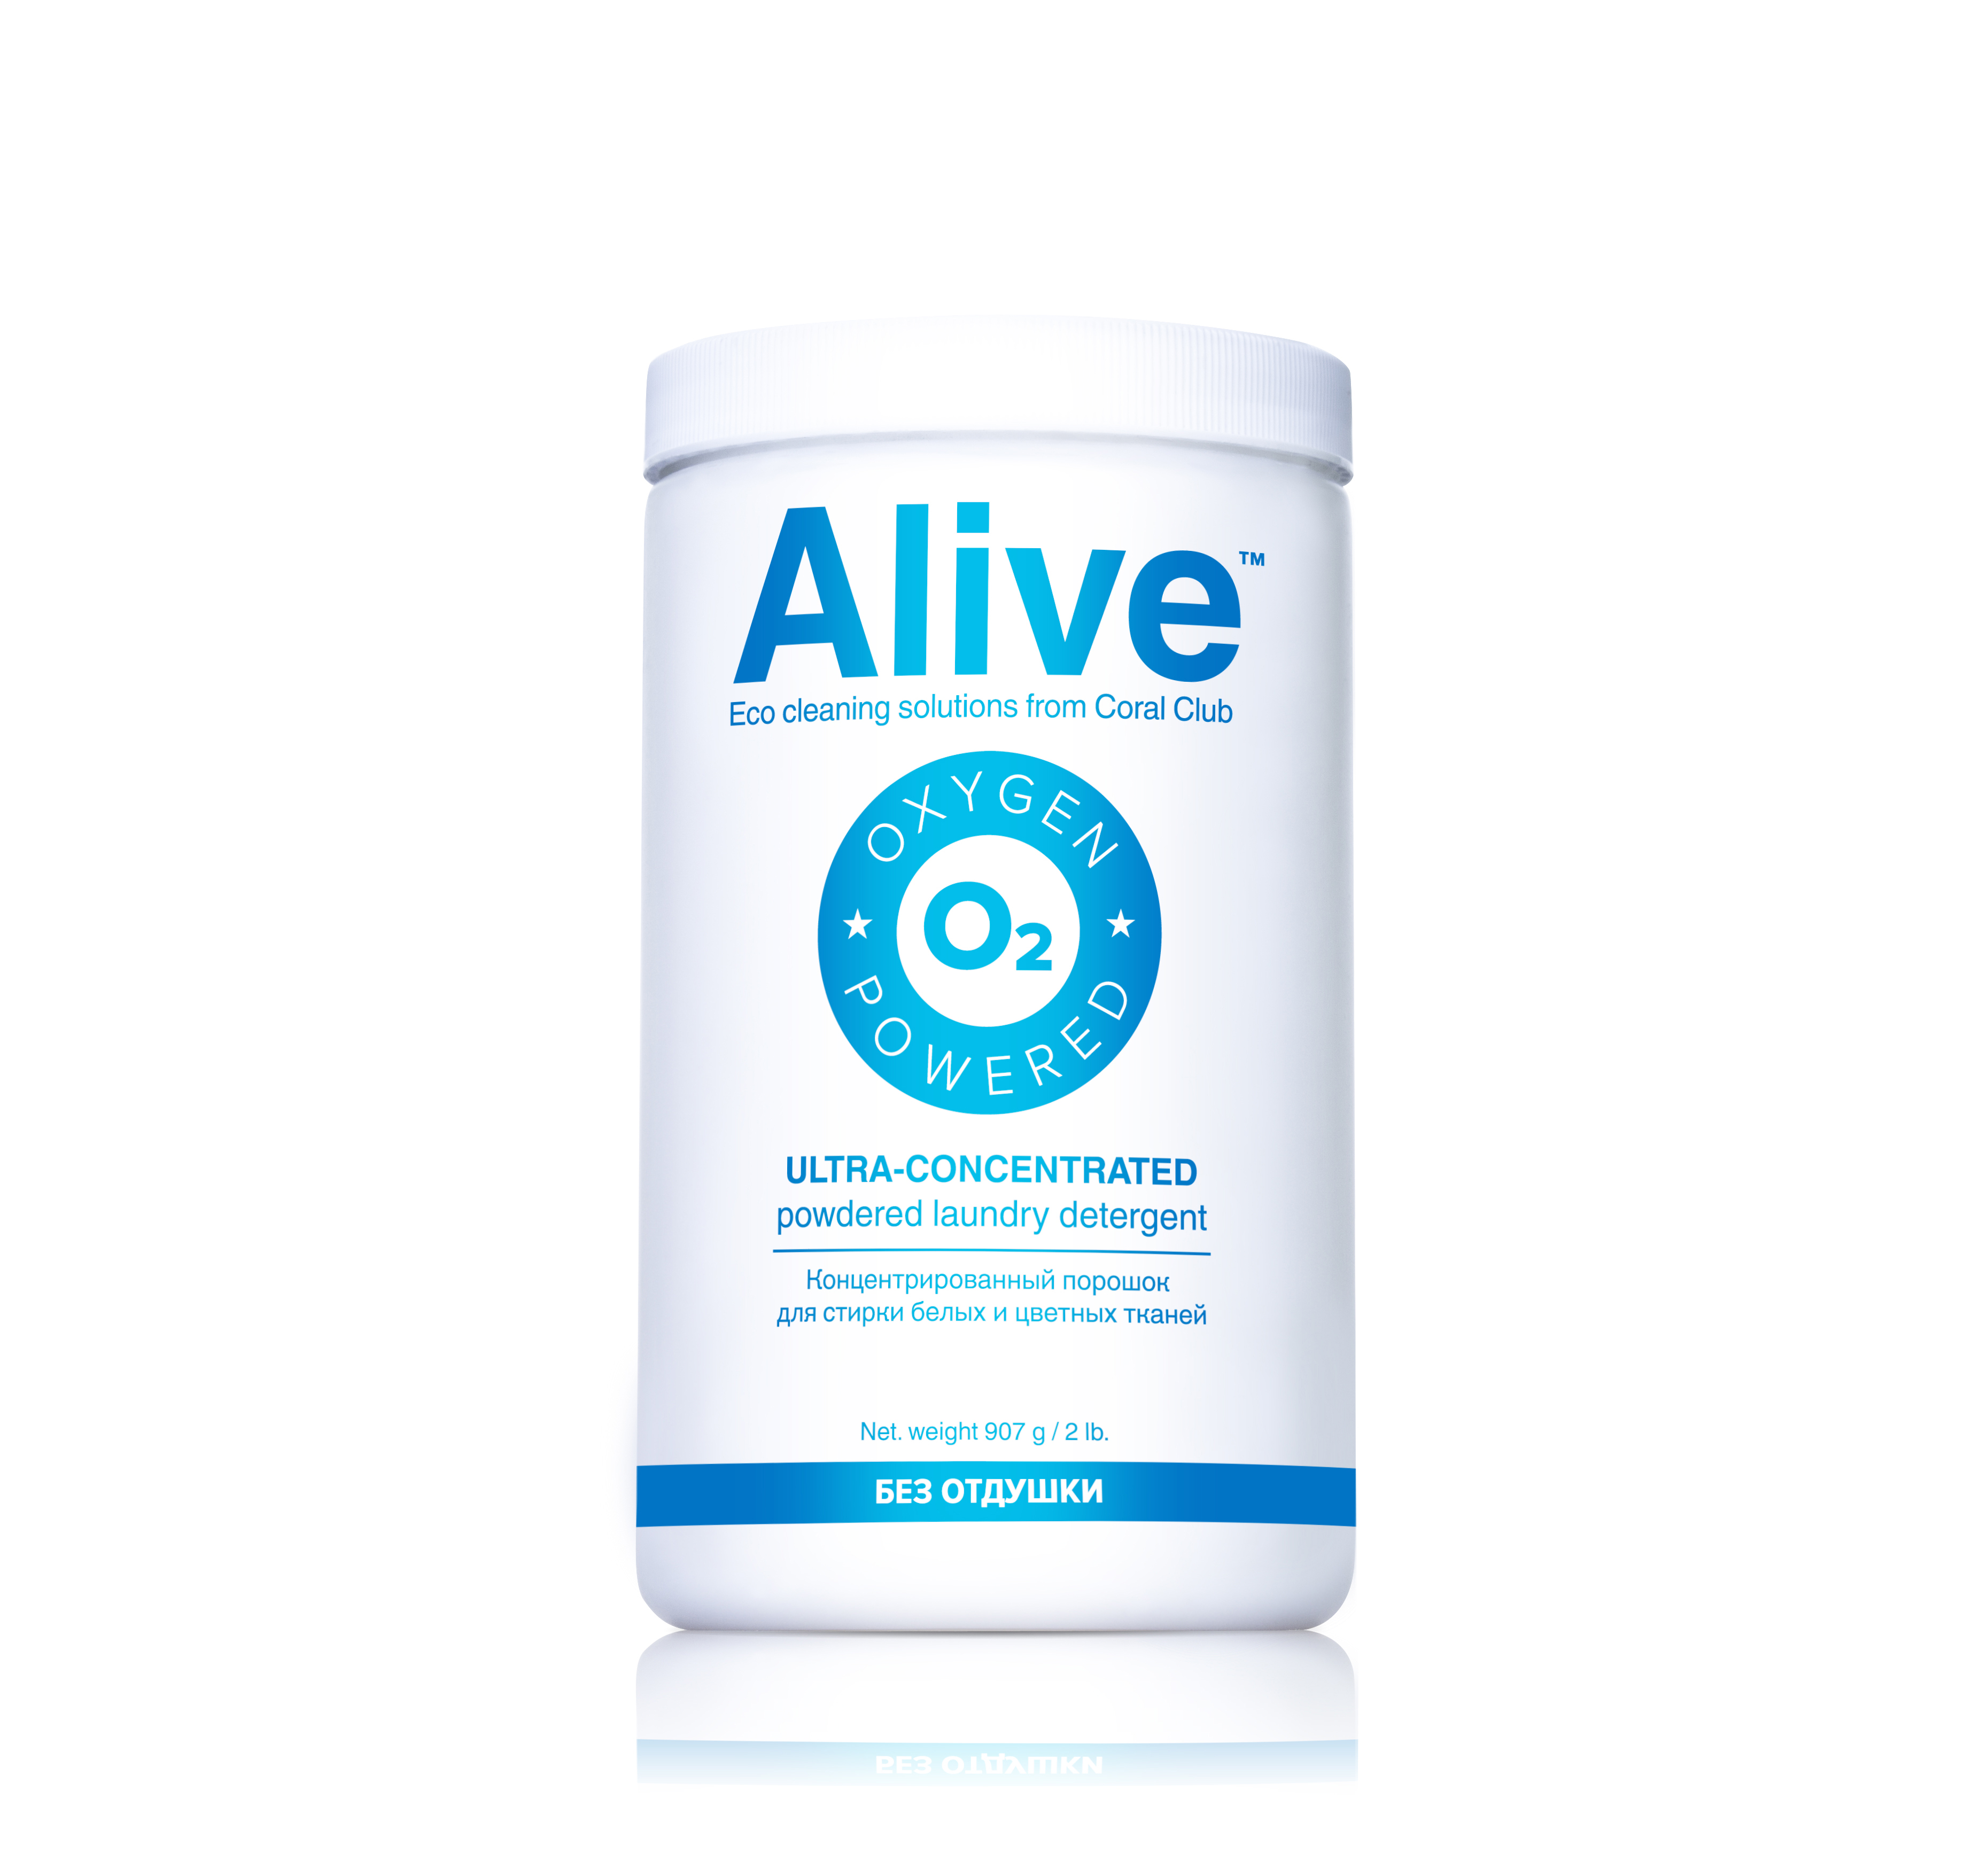 Alive™
Eco cleaning solutions from Coral Club
OXYGEN
O₂
POWERED
ULTRA-CONCENTRATED
powdered laundry detergent
Концентрированный порошок
для стирки белых и цветных тканей
Net. weight 907 g / 2 lb.
БЕЗ ОТДУШКИ